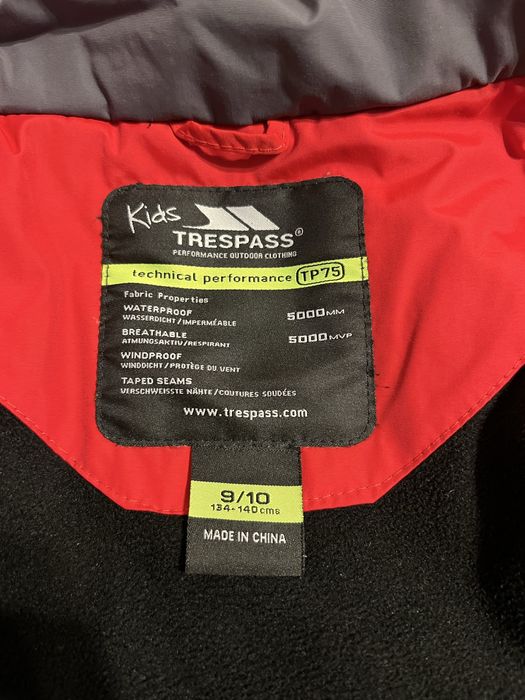 Kids
TRESPASS®
PERFORMANCE OUTDOOR CLOTHING
technical performance TP75
Fabric Properties
WATERPROOF 5000MM
WASSERDICHT/IMPERMÉABLE
BREATHABLE 5000MVP
ATMUNGSAKTIV/RESPIRANT
WINDPROOF
WINDDICHT/PROTÈGE DU VENT
TAPED SEAMS
VERSCHWEISSTE NÄHTE/COUTURES SOUDÉES
www.trespass.com
9/10
134-140cms
MADE IN CHINA